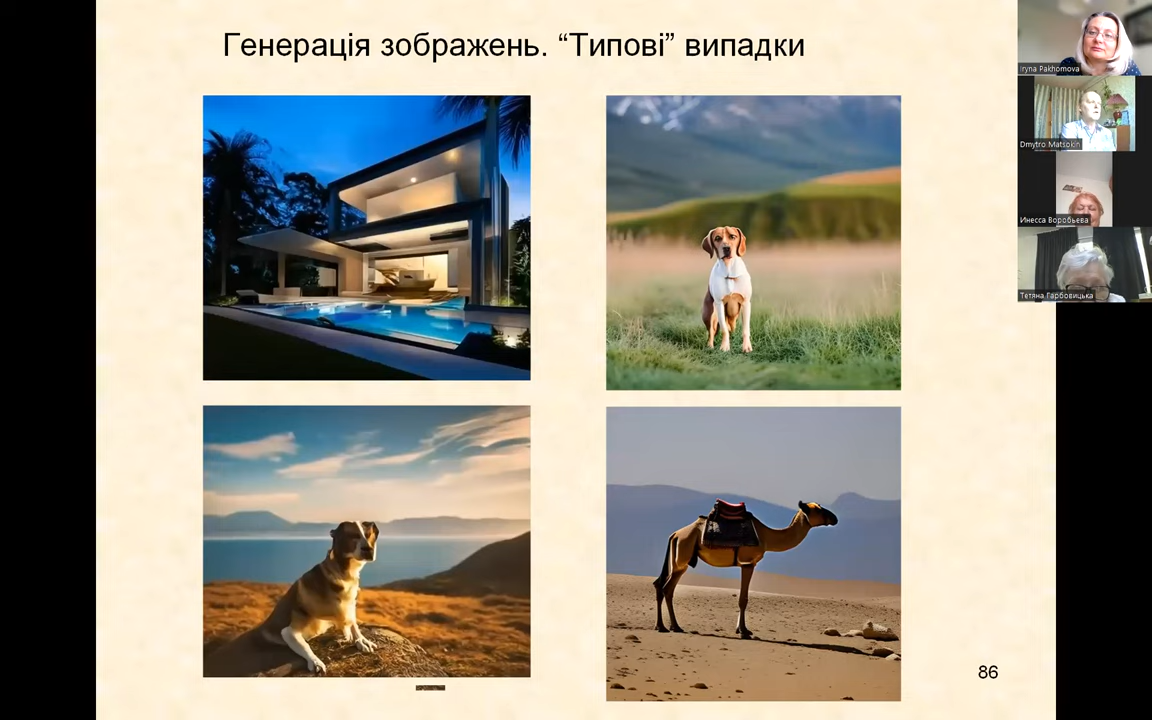 Генерація зображень. “Типові” випадки
Iryna Pakhomova
Dmytro Matsokin
Инесса Воробьева
Тетяна Гарбовицька
86